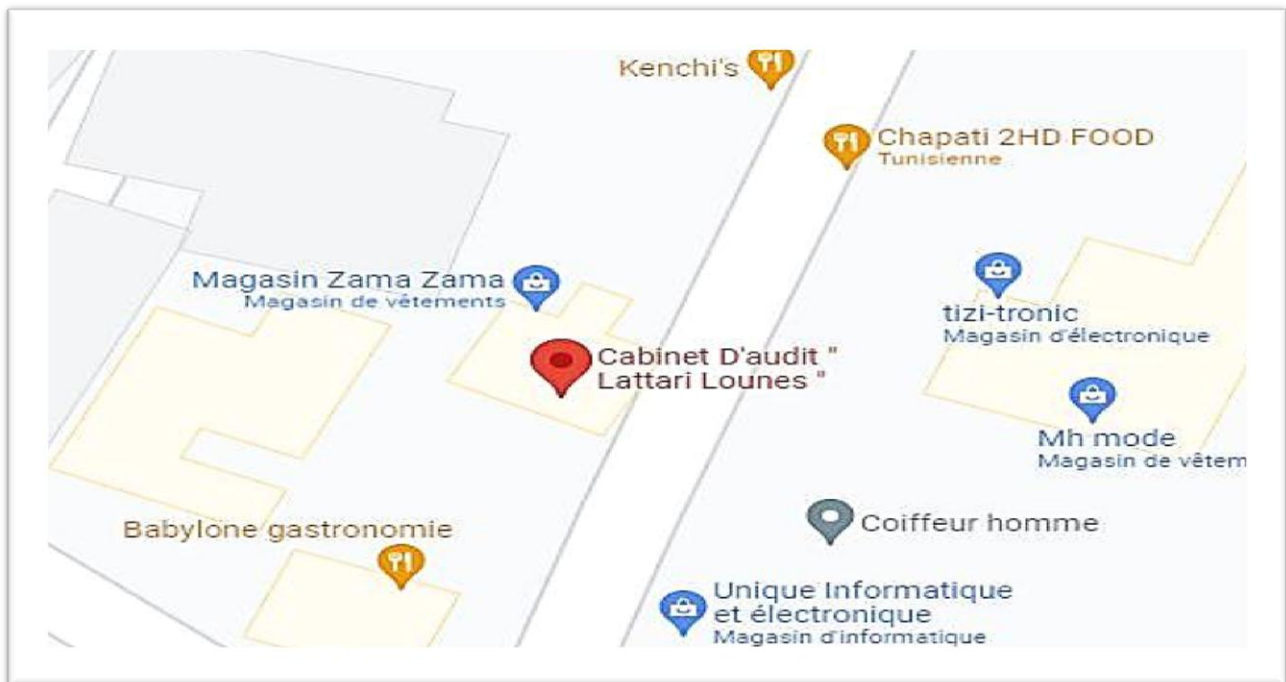 Kenchi's
Chapati 2HD FOOD
Tunisienne
Magasin Zama Zama
Magasin de vêtements
tizi-tronic
Magasin d'électronique
Cabinet D'audit "
Lattari Lounes "
Mh mode
Magasin de vêtem
Coiffeur homme
Babylone gastronomie
Unique Informatique
et électronique
Magasin d'informatique